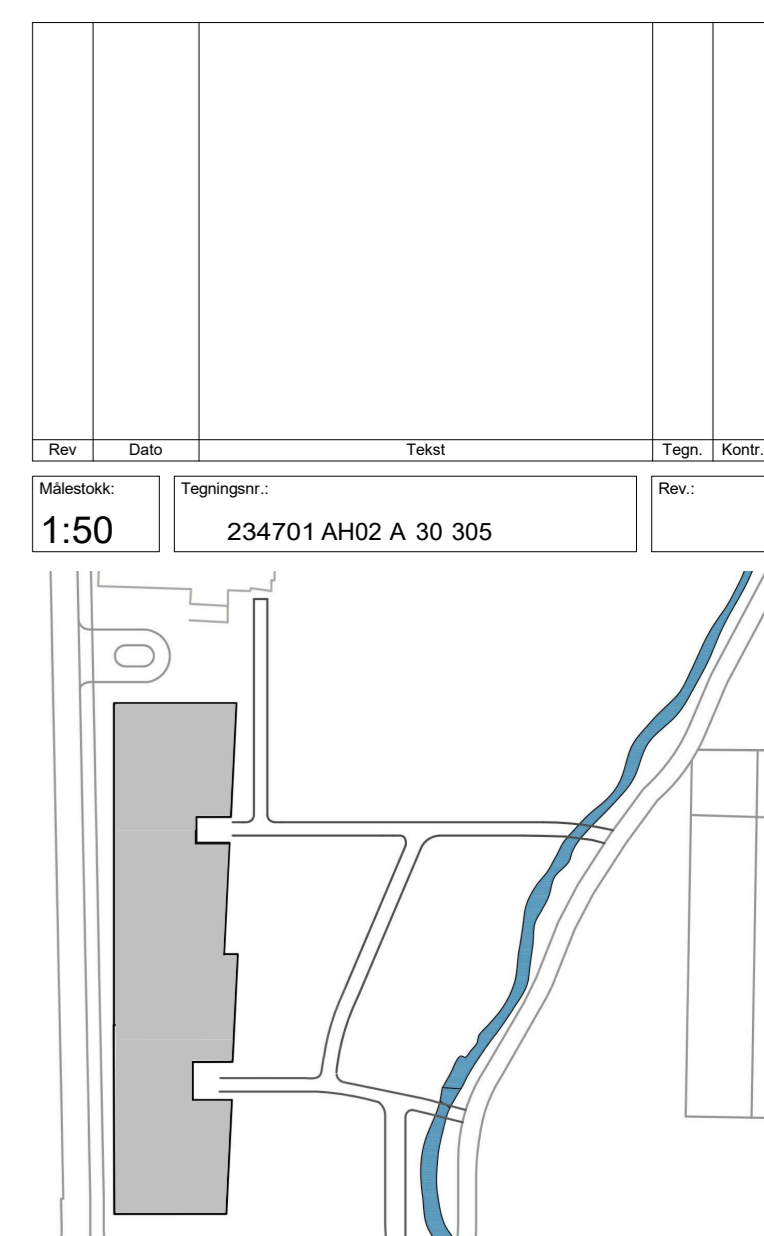 Rev Dato Tekst Tegn. Kontr.
Målestokk: Tegningsnr.: Rev.:
1:50 234701 AH02 A 30 305